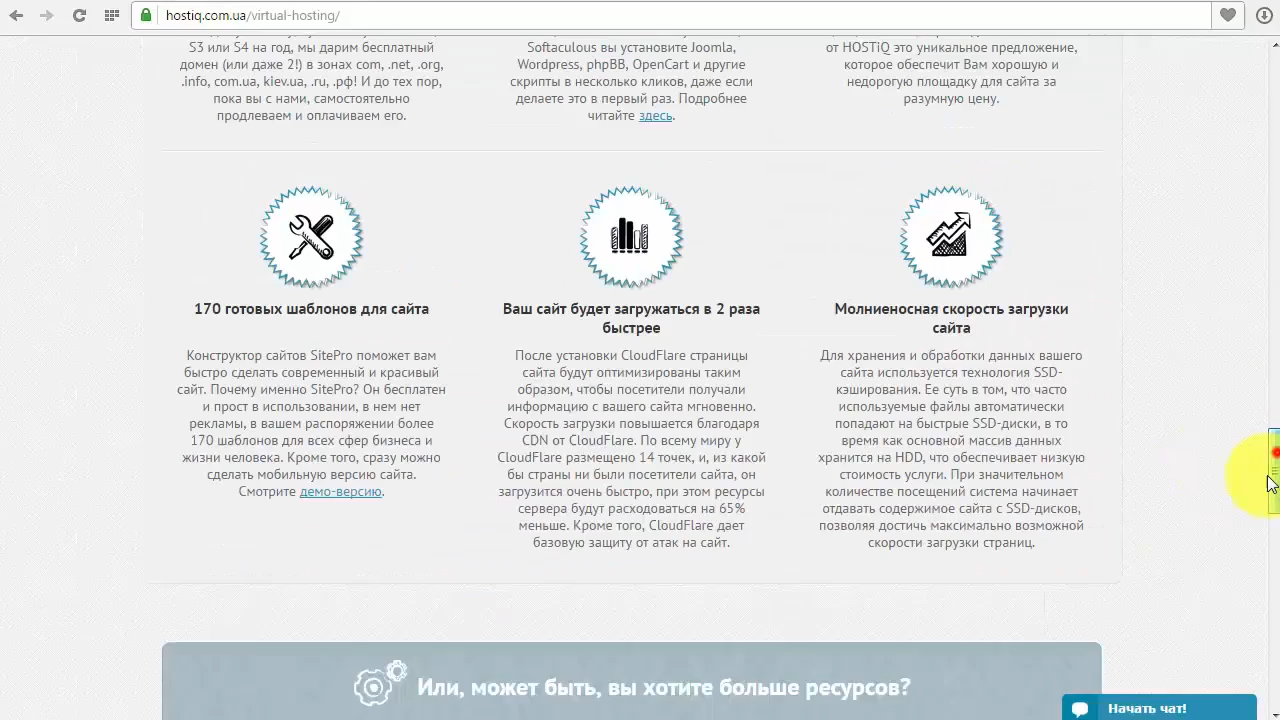 hostiq.com.ua/virtual-hosting/
S3 или S4 на год, мы дарим бесплатный
домен (или даже 2!) в зонах com, .net, .org,
.info, com.ua, kiev.ua, .ru, .рф! И до тех пор,
пока вы с нами, самостоятельно
продлеваем и оплачиваем его.
Softaculous вы установите Joomla,
Wordpress, phpBB, OpenCart и другие
скрипты в несколько кликов, даже если
делаете это в первый раз. Подробнее
читайте здесь.
от HOSTiQ это уникальное предложение,
которое обеспечит Вам хорошую и
недорогую площадку для сайта за
разумную цену.
170 готовых шаблонов для сайта
Конструктор сайтов SitePro поможет вам
быстро сделать современный и красивый
сайт. Почему именно SitePro? Он бесплатен
и прост в использовании, в нем нет
рекламы, в вашем распоряжении более
170 шаблонов для всех сфер бизнеса и
жизни человека. Кроме того, сразу можно
сделать мобильную версию сайта.
Смотрите демо-версию.
Ваш сайт будет загружаться в 2 раза
быстрее
После установки CloudFlare страницы
сайта будут оптимизированы таким
образом, чтобы посетители получали
информацию с вашего сайта мгновенно.
Скорость загрузки повышается благодаря
CDN от CloudFlare. По всему миру у
CloudFlare размещено 14 точек, и, из какой
бы страны и ни были посетители сайта, он
загрузится очень быстро, при этом ресурсы
сервера будут расходоваться на 65%
меньше. Кроме того, CloudFlare дает
базовую защиту от атак на сайт.
Молниеносная скорость загрузки
сайта
Для хранения и обработки данных вашего
сайта используется технология SSD-
кэширования. Ее суть в том, что часто
используемые файлы автоматически
попадают на быстрые SSD-диски, в то
время как основной массив данных
хранится на HDD, что обеспечивает низкую
стоимость услуги. При значительном
количестве посещений система начинает
отдавать содержимое сайта с SSD-дисков,
позволяя достичь максимально возможной
скорости загрузки страниц.
Или, может быть, вы хотите больше ресурсов?
Начать чат!